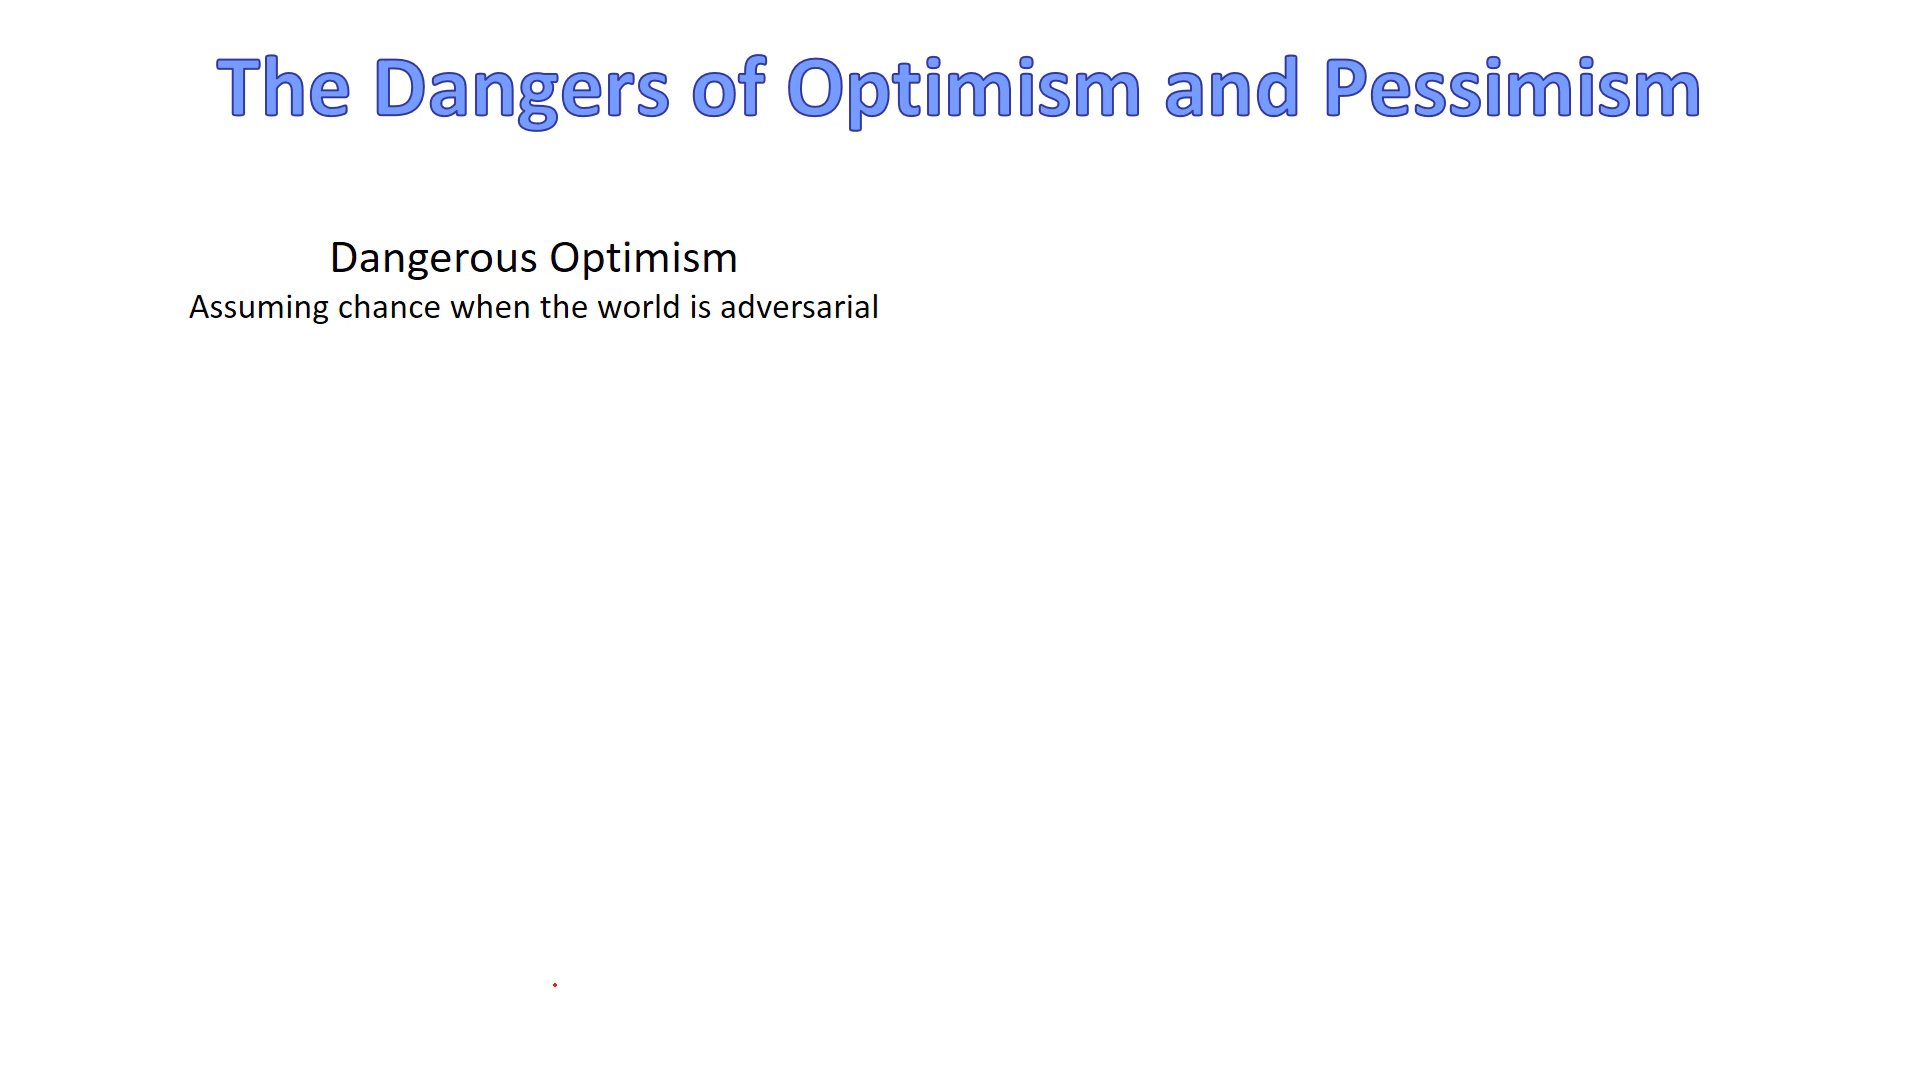 The Dangers of Optimism and Pessimism
Dangerous Optimism
Assuming chance when the world is adversarial